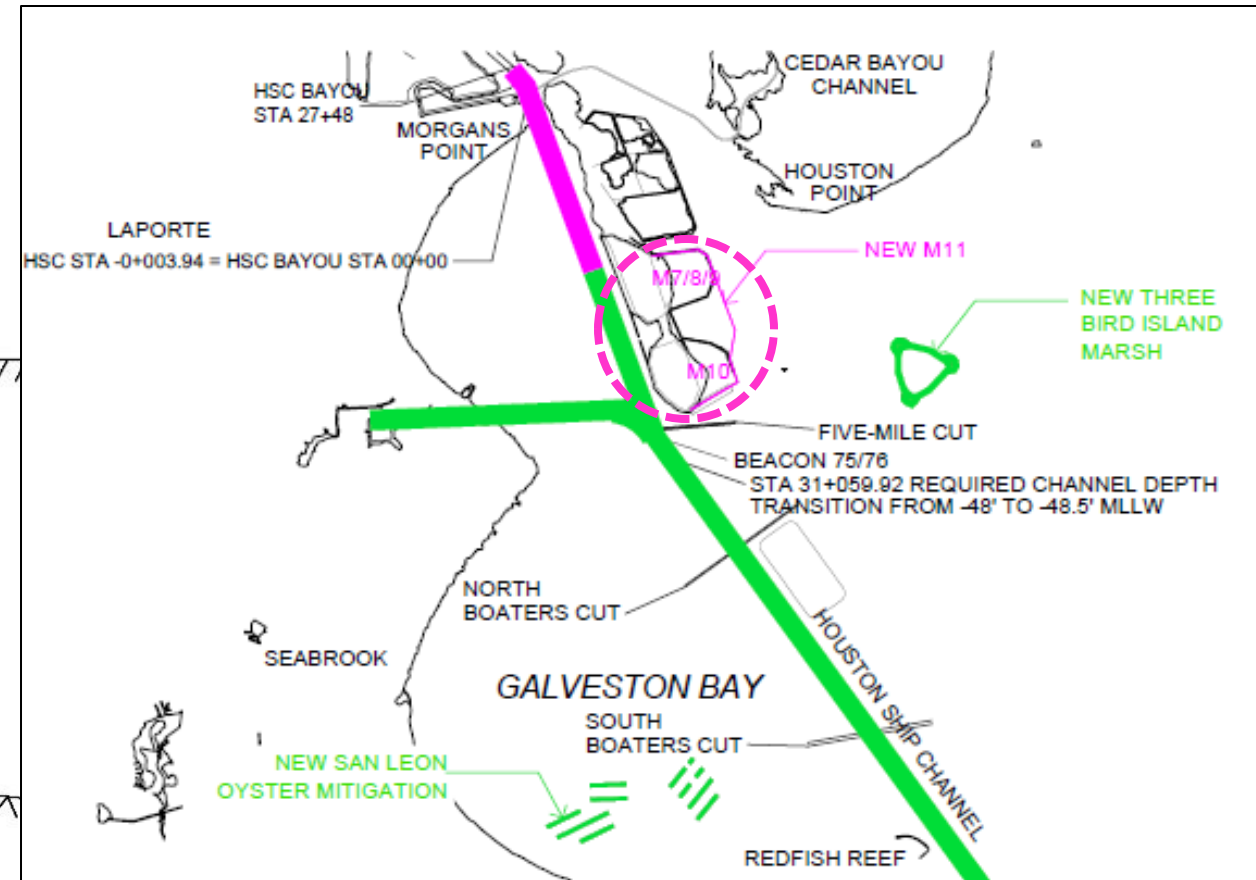 HSC BAYOU
STA 27+48
MORGANS
POINT
CEDAR BAYOU
CHANNEL
HOUSTON
POINT
LAPORTE
HSC STA -0+003.94 = HSC BAYOU STA 00+00
NEW M11
M7/8/9
NEW THREE
BIRD ISLAND
MARSH
M10
FIVE-MILE CUT
BEACON 75/76
STA 31+059.92 REQUIRED CHANNEL DEPTH
TRANSITION FROM -48' TO -48.5' MLLW
NORTH
BOATERS CUT
HOUSTON SHIP CHANNEL
SEABROOK
GALVESTON BAY
SOUTH
BOATERS CUT
NEW SAN LEON
OYSTER MITIGATION
REDFISH REEF